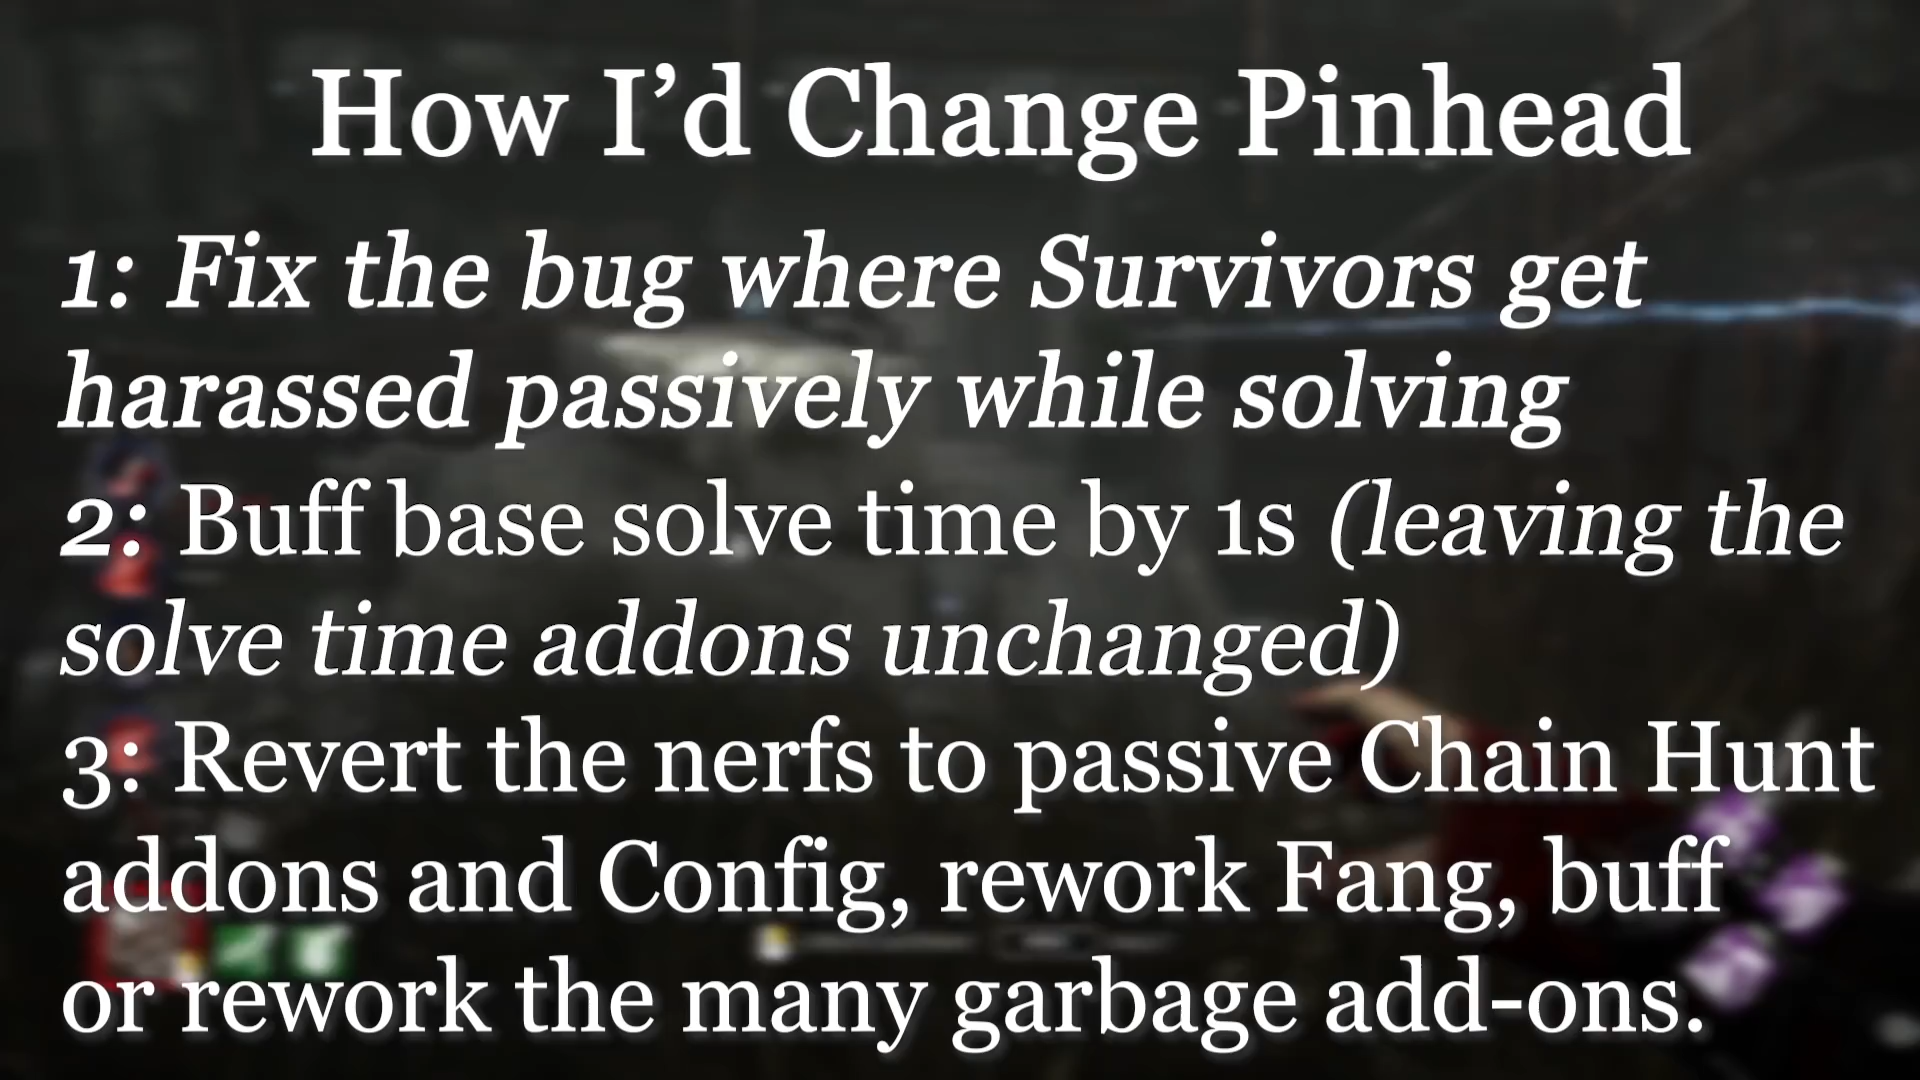 How I’d Change Pinhead
1: Fix the bug where Survivors get
harassed passively while solving
2: Buff base solve time by 1s (leaving the
solve time addons unchanged)
3: Revert the nerfs to passive Chain Hunt
addons and Config, rework Fang, buff
or rework the many garbage add-ons.